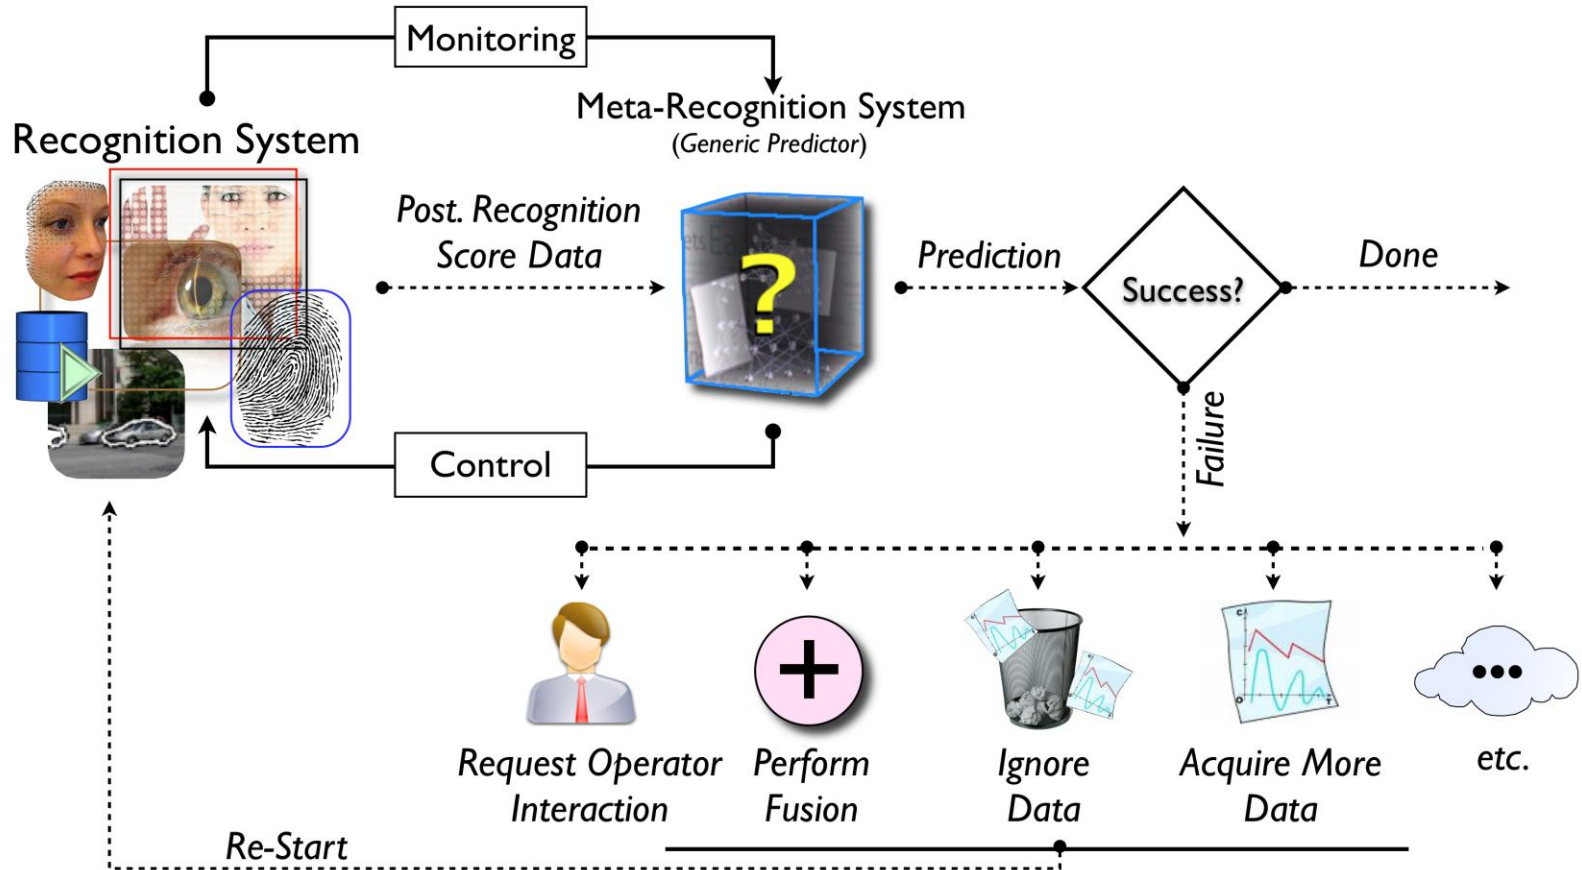 Monitoring
Meta-Recognition System
(Generic Predictor)
Recognition System
Post. Recognition
Score Data
?
Prediction
Success?
Done
Failure
Control
Request Operator
Interaction
Perform
Fusion
Ignore
Data
Acquire More
Data
etc.
Re-Start